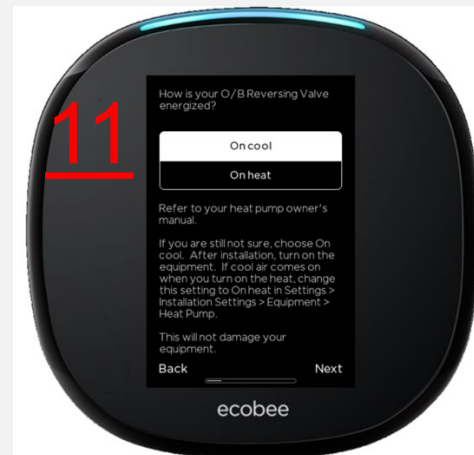 How is your O/B Reversing Valve
energized?
11
On cool
On heat
Refer to your heat pump owner's
manual.
If you are still not sure, choose On
cool. After installation, turn on the
equipment. If cool air comes on
when you turn on the heat, change
this setting to On heat in Settings >
Installation Settings > Equipment >
Heat Pump.
This will not damage your
equipment.
Back Next
ecobee